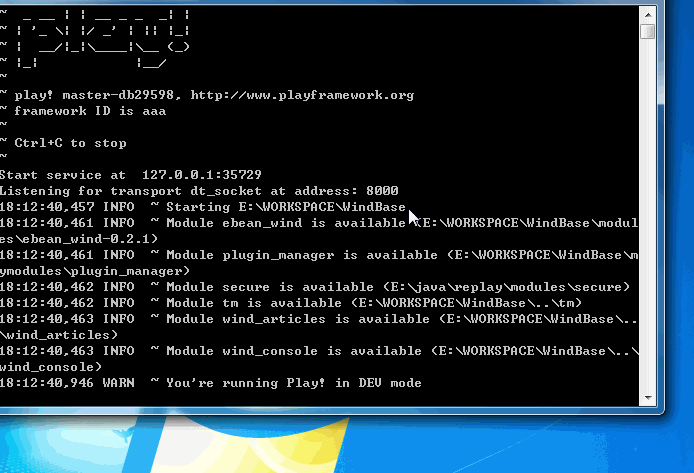 ~  _ __ | | __ _ _  _| |
~ | '_ \| |/ _' | || |_|
~ |  __/|_|\____|\__ (_)
~ |_|            |__/
~
~ play! master-db29598, http://www.playframework.org
~ framework ID is aaa
~
~ Ctrl+C to stop
~
Start service at  127.0.0.1:35729
Listening for transport dt_socket at address: 8000
18:12:40,457 INFO  ~ Starting E:\WORKSPACE\WindBase
18:12:40,461 INFO  ~ Module ebean_wind is available (E:\WORKSPACE\WindBase\modul
es\ebean_wind-0.2.1)
18:12:40,461 INFO  ~ Module plugin_manager is available (E:\WORKSPACE\WindBase\m
ymodules\plugin_manager)
18:12:40,462 INFO  ~ Module secure is available (E:\java\replay\modules\secure)
18:12:40,462 INFO  ~ Module tm is available (E:\WORKSPACE\WindBase\..\tm)
18:12:40,463 INFO  ~ Module wind_articles is available (E:\WORKSPACE\WindBase\..
\wind_articles)
18:12:40,463 INFO  ~ Module wind_console is available (E:\WORKSPACE\WindBase\..\
wind_console)
18:12:40,946 WARN  ~ You're running Play! in DEV mode